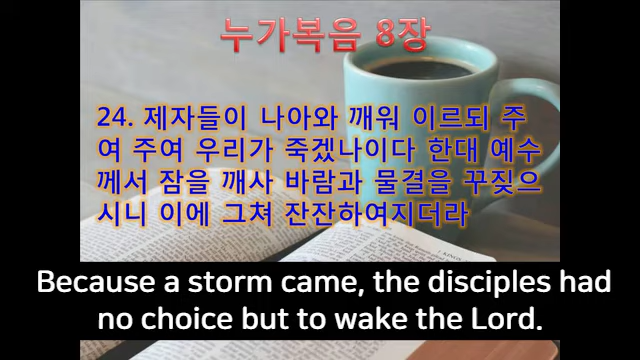 누가복음 8장
24. 제자들이 나아와 깨워 이르되 주
여 주여 우리가 죽겠나이다 한대 예수
께서 잠을 깨사 바람과 물결을 꾸짖으
시니 이에 그쳐 잔잔하여지더라
Because a storm came, the disciples had
no choice but to wake the Lord.